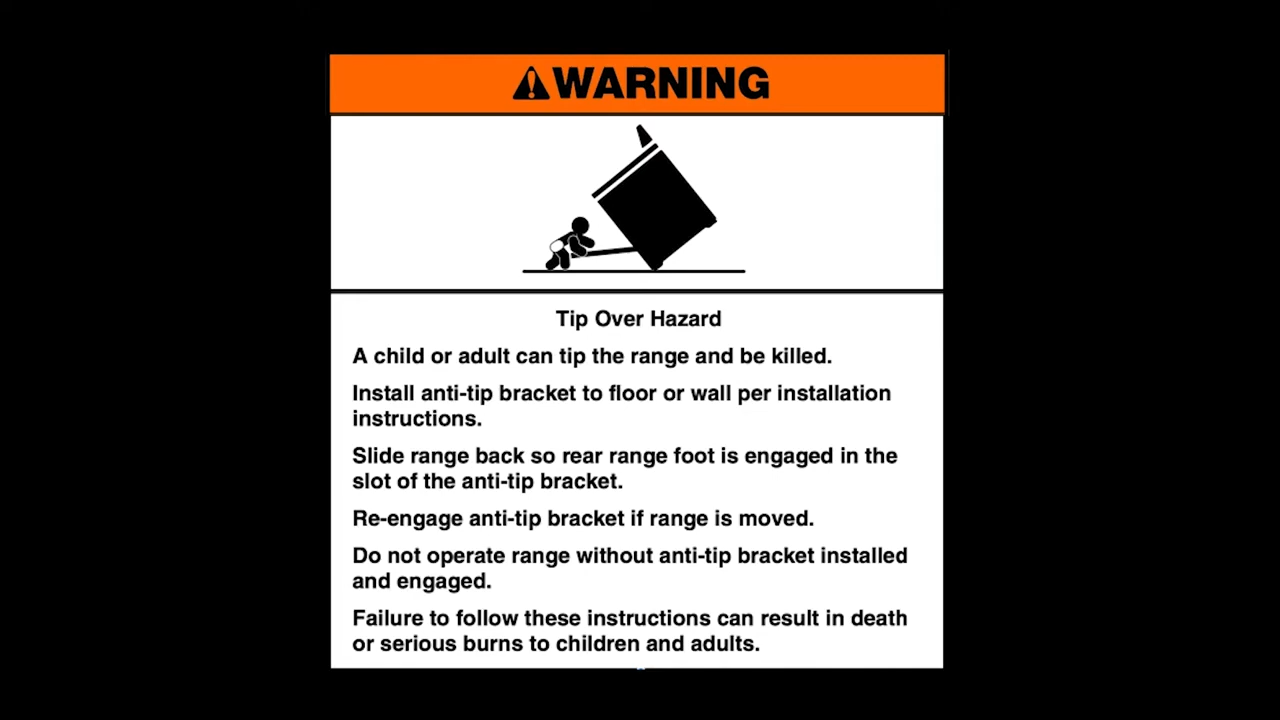 WARNING
Tip Over Hazard
A child or adult can tip the range and be killed.
Install anti-tip bracket to floor or wall per installation
instructions.
Slide range back so rear range foot is engaged in the
slot of the anti-tip bracket.
Re-engage anti-tip bracket if range is moved.
Do not operate range without anti-tip bracket installed
and engaged.
Failure to follow these instructions can result in death
or serious burns to children and adults.